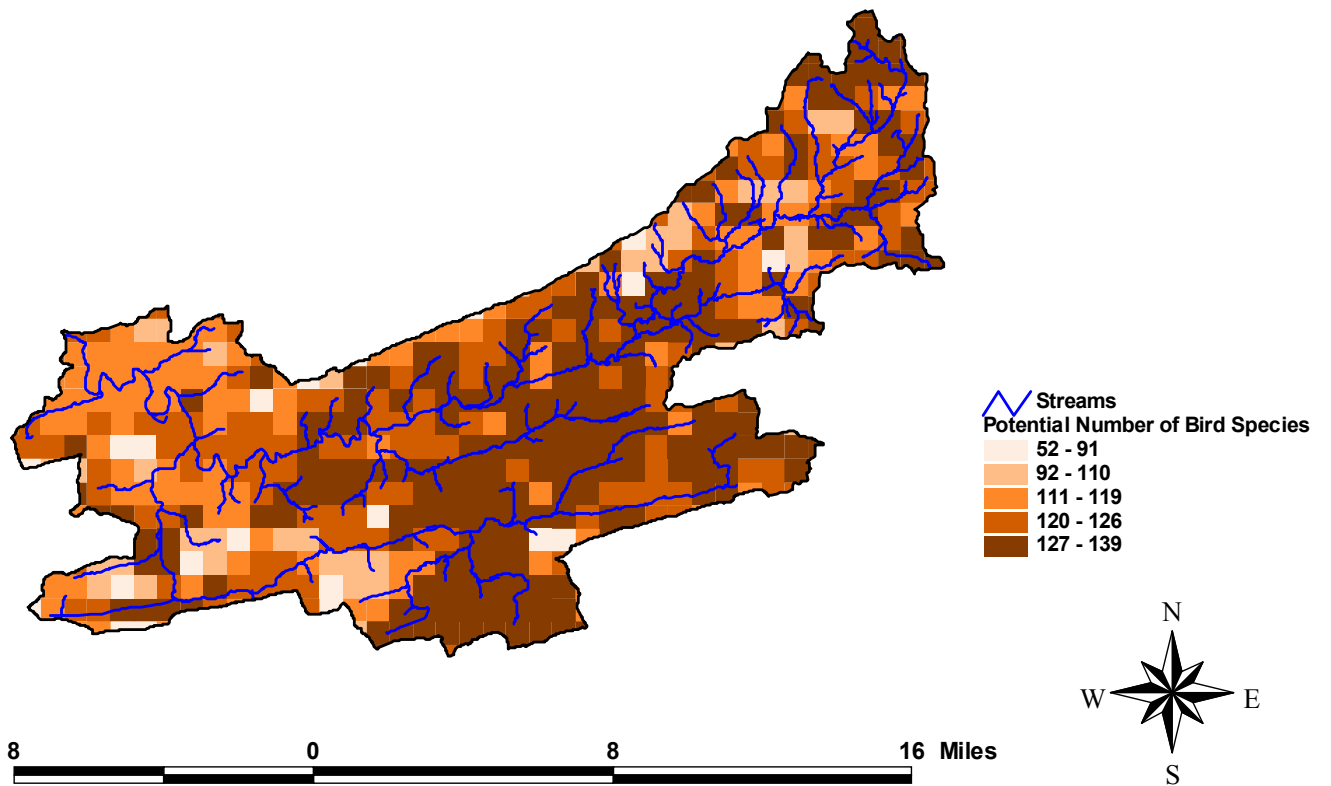 Streams
Potential Number of Bird Species
52 - 91
92 - 110
111 - 119
120 - 126
127 - 139
N
W E
S
8 0 8 16 Miles